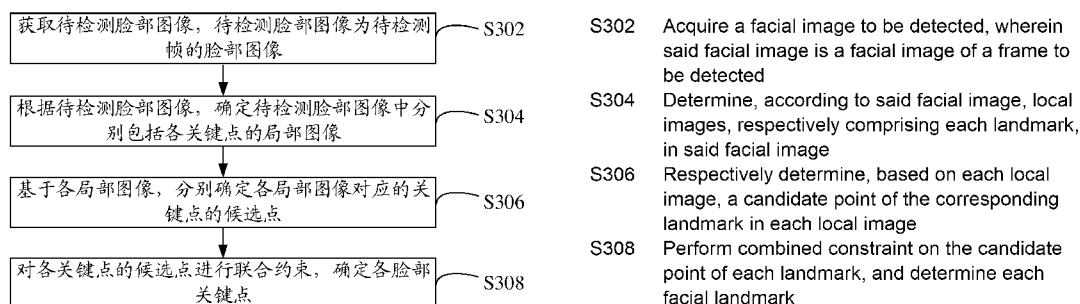 获取待检测脸部图像，待检测脸部图像为待检测
帧的脸部图像
S302
根据待检测脸部图像，确定待检测脸部图像中分
别包括各关键点的局部图像
S304
基于各局部图像，分别确定各局部图像对应的关
键点的候选点
S306
对各关键点的候选点进行联合约束，确定各脸部
关键点
S308
S302 Acquire a facial image to be detected, wherein
said facial image is a facial image of a frame to
be detected
S304 Determine, according to said facial image, local
images, respectively comprising each landmark,
in said facial image
S306 Respectively determine, based on each local
image, a candidate point of the corresponding
landmark in each local image
S308 Perform combined constraint on the candidate
point of each landmark, and determine each
facial landmark